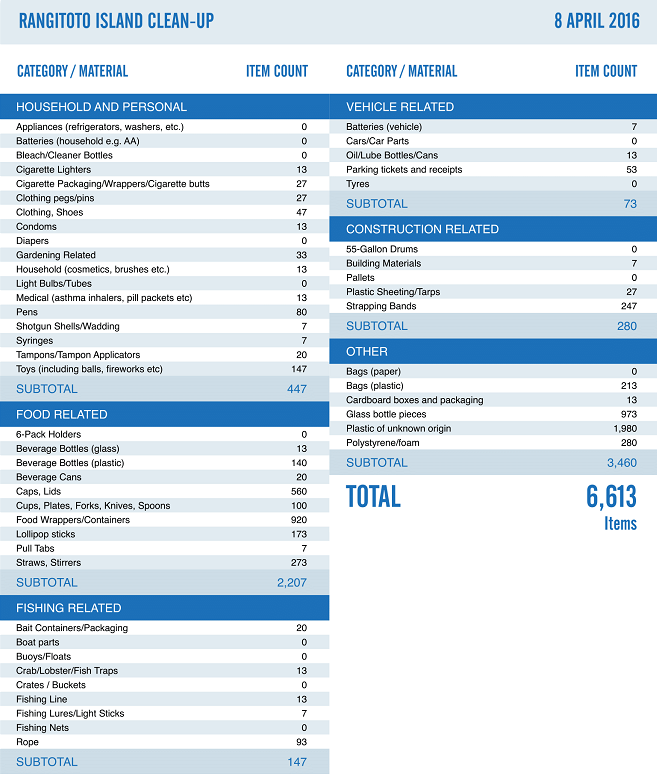 RANGITOTO ISLAND CLEAN-UP 8 APRIL 2016
CATEGORY / MATERIAL ITEM COUNT
HOUSEHOLD AND PERSONAL
Appliances (refrigerators, washers, etc.) 0
Batteries (household e.g. AA) 0
Bleach/Cleaner Bottles 0
Cigarette Lighters 13
Cigarette Packaging/Wrappers/Cigarette butts 27
Clothing pegs/pins 27
Clothing, Shoes 47
Condoms 13
Diapers 0
Gardening Related 33
Household (cosmetics, brushes etc.) 13
Light Bulbs/Tubes 0
Medical (asthma inhalers, pill packets etc) 13
Pens 80
Shotgun Shells/Wadding 7
Syringes 7
Tampons/Tampon Applicators 20
Toys (including balls, fireworks etc) 147
SUBTOTAL 447
FOOD RELATED
6-Pack Holders 0
Beverage Bottles (glass) 13
Beverage Bottles (plastic) 140
Beverage Cans 20
Caps, Lids 560
Cups, Plates, Forks, Knives, Spoons 100
Food Wrappers/Containers 920
Lollipop sticks 173
Pull Tabs 7
Straws, Stirrers 273
SUBTOTAL 2,207
FISHING RELATED
Bait Containers/Packaging 20
Boat parts 0
Buoys/Floats 0
Crab/Lobster/Fish Traps 13
Crates / Buckets 0
Fishing Line 13
Fishing Lures/Light Sticks 7
Fishing Nets 0
Rope 93
SUBTOTAL 147
CATEGORY / MATERIAL ITEM COUNT
VEHICLE RELATED
Batteries (vehicle) 7
Cars/Car Parts 0
Oil/Lube Bottles/Cans 13
Parking tickets and receipts 53
Tyres 0
SUBTOTAL 73
CONSTRUCTION RELATED
55-Gallon Drums 0
Building Materials 7
Pallets 0
Plastic Sheeting/Tarps 27
Strapping Bands 247
SUBTOTAL 280
OTHER
Bags (paper) 0
Bags (plastic) 213
Cardboard boxes and packaging 13
Glass bottle pieces 973
Plastic of unknown origin 1,980
Polystyrene/foam 280
SUBTOTAL 3,460
TOTAL 6,613
Items